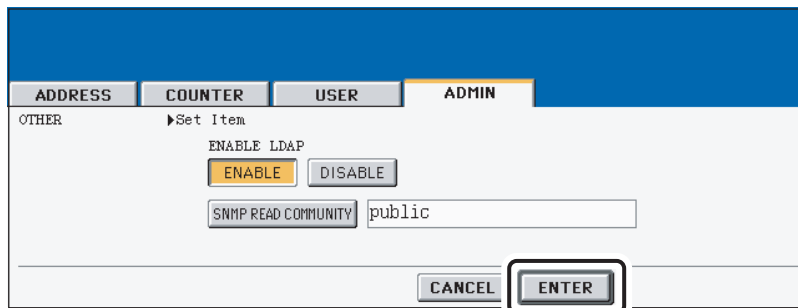 ADDRESS COUNTER USER ADMIN
OTHER ▶Set Item
ENABLE LDAP
ENABLE DISABLE
SNMP READ COMMUNITY public
CANCEL ENTER